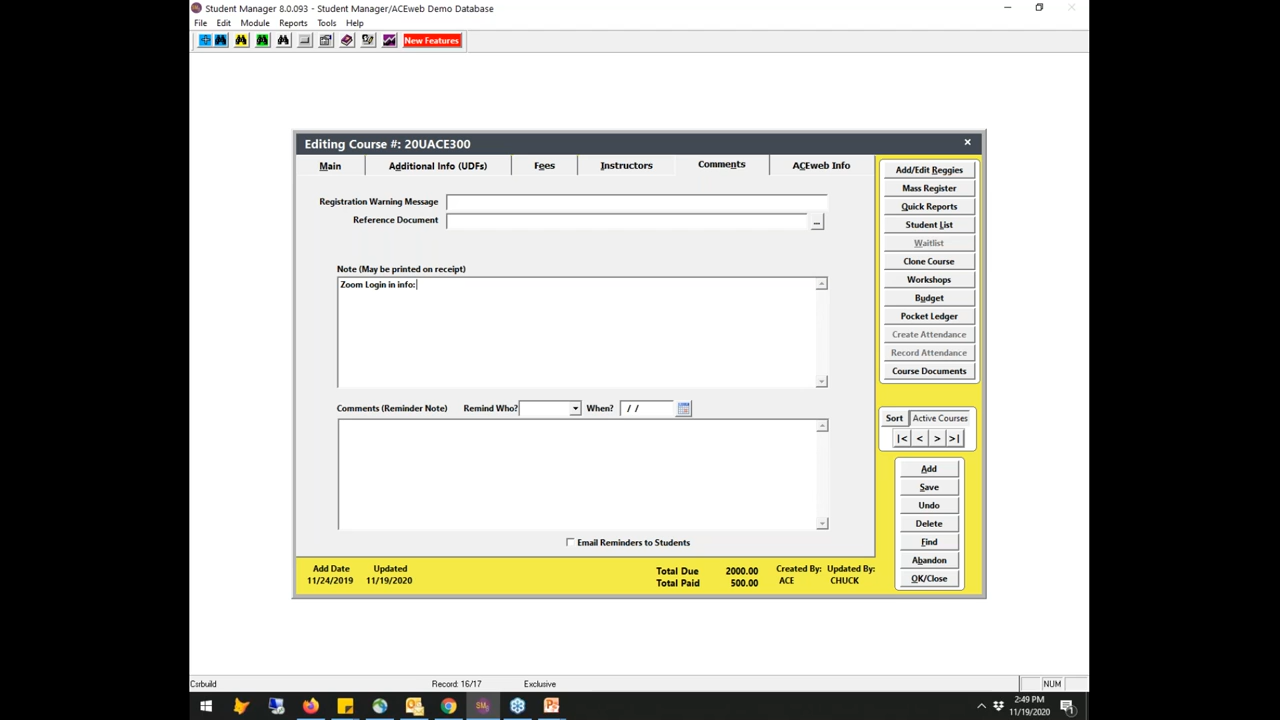 Student Manager 8.0.093 - Student Manager/ACEweb Demo Database
File Edit Module Reports Tools Help
New Features
Editing Course #: 20UACE300
Main Additional Info (UDFs) Fees Instructors Comments ACEweb Info
Registration Warning Message
Reference Document ...
Note (May be printed on receipt)
Zoom Login in info:
Comments (Reminder Note) Remind Who? When? / /
Email Reminders to Students
Add Date Updated
11/24/2019 11/19/2020
Total Due 2000.00
Total Paid 500.00
Created By: Updated By:
ACE CHUCK
Add/Edit Reggies
Mass Register
Quick Reports
Student List
Waitlist
Clone Course
Workshops
Budget
Pocket Ledger
Create Attendance
Record Attendance
Course Documents
Sort Active Courses
|< < > >|
Add
Save
Undo
Delete
Find
Abandon
OK/Close
Csrbuild Record: 16/17 Exclusive NUM
2:49 PM
11/19/2020